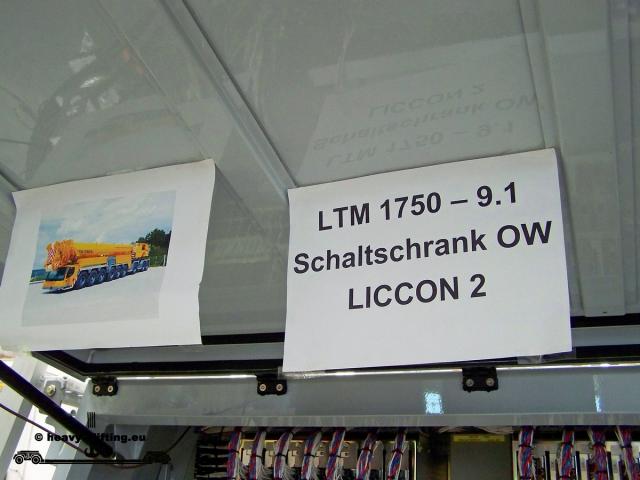 LTM 1750 – 9.1
Schaltschrank OW
LICCON 2
© heavy-lifting.eu